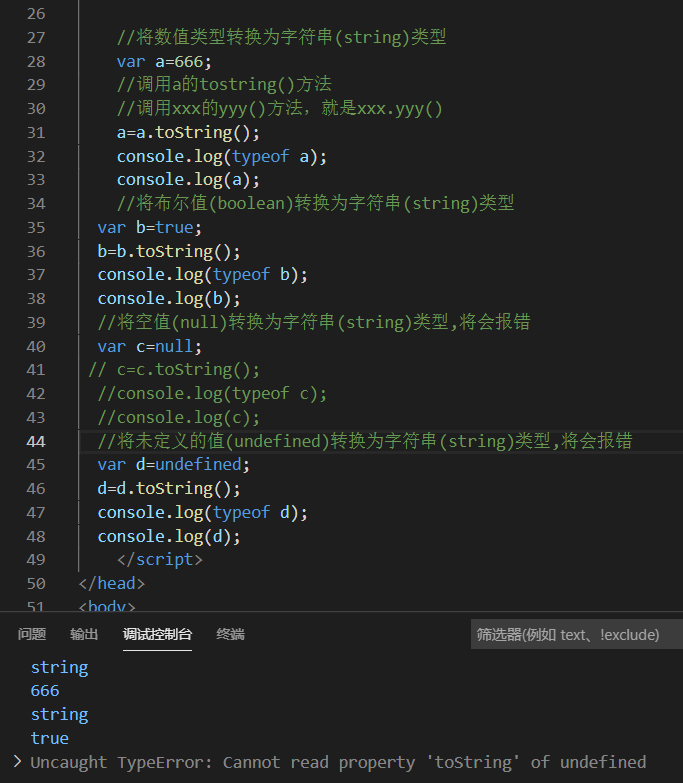 26
27 //将数值类型转换为字符串(string)类型
28 var a=666;
29 //调用a的tostring()方法
30 //调用xxx的yyy()方法，就是xxx.yyy()
31 a=a.toString();
32 console.log(typeof a);
33 console.log(a);
34 //将布尔值(boolean)转换为字符串(string)类型
35 var b=true;
36 b=b.toString();
37 console.log(typeof b);
38 console.log(b);
39 //将空值(null)转换为字符串(string)类型,将会报错
40 var c=null;
41 // c=c.toString();
42 //console.log(typeof c);
43 //console.log(c);
44 //将未定义的值(undefined)转换为字符串(string)类型,将会报错
45 var d=undefined;
46 d=d.toString();
47 console.log(typeof d);
48 console.log(d);
49 </script>
50 </head>
51 <body>
问题 输出 调试控制台 终端 筛选器(例如 text、!exclude)
string
666
string
true
> Uncaught TypeError: Cannot read property 'toString' of undefined